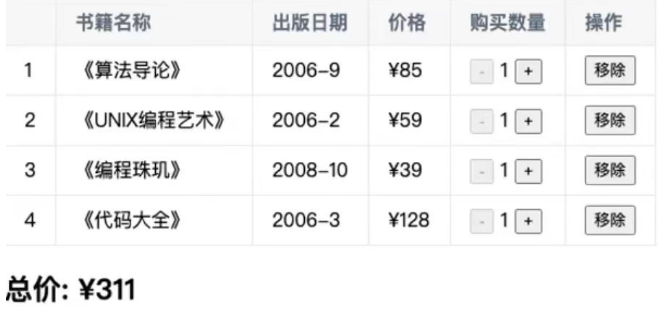 书籍名称 出版日期 价格 购买数量 操作
1 《算法导论》 2006-9 ¥85 - 1 + 移除
2 《UNIX编程艺术》 2006-2 ¥59 - 1 + 移除
3 《编程珠玑》 2008-10 ¥39 - 1 + 移除
4 《代码大全》 2006-3 ¥128 - 1 + 移除
总价: ¥311